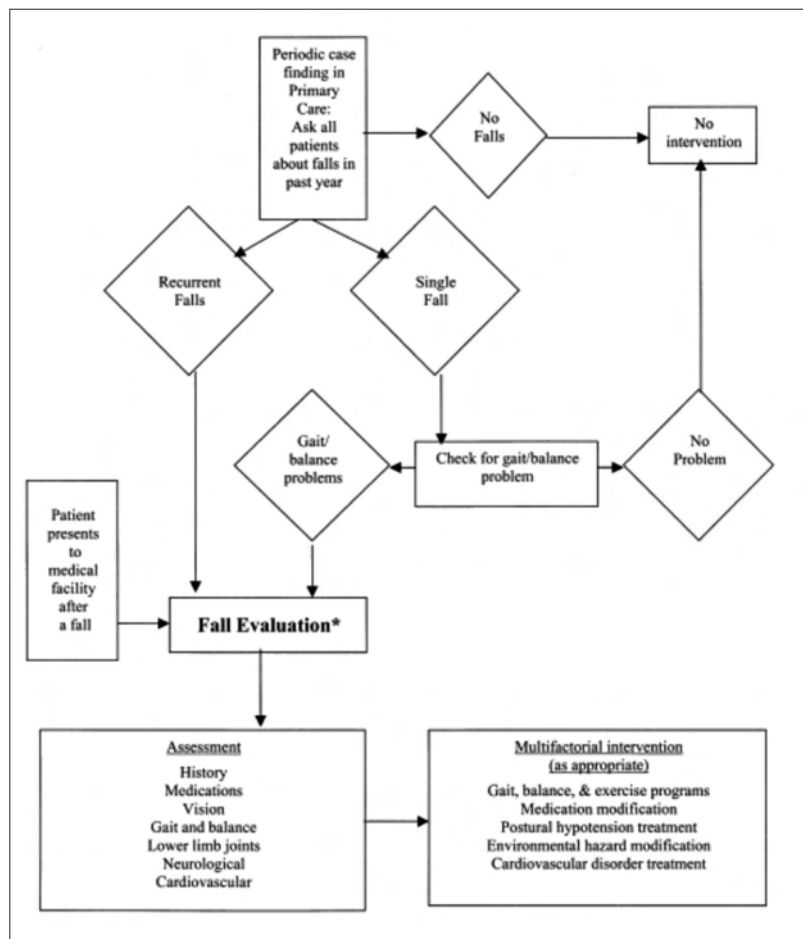 Periodic case
finding in
Primary
Care:
Ask all
patients
about falls in
past year
No
Falls
No
intervention
Recurrent
Falls
Single
Fall
Gait/
balance
problems
Check for gait/balance
problem
No
Problem
Patient
presents
to
medical
facility
after
a fall
Fall Evaluation*
Assessment
History
Medications
Vision
Gait and balance
Lower limb joints
Neurological
Cardiovascular
Multifactorial intervention
(as appropriate)
Gait, balance, & exercise programs
Medication modification
Postural hypotension treatment
Environmental hazard modification
Cardiovascular disorder treatment